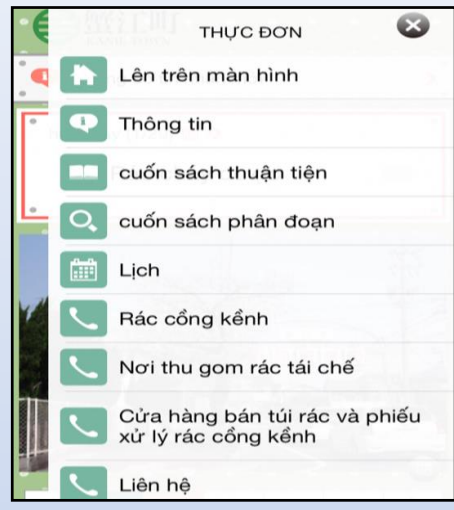 THỰC ĐƠN
Lên trên màn hình
Thông tin
cuốn sách thuận tiện
cuốn sách phân đoạn
Lịch
Rác cồng kềnh
Nơi thu gom rác tái chế
Cửa hàng bán túi rác và phiếu
xử lý rác cồng kềnh
Liên hệ